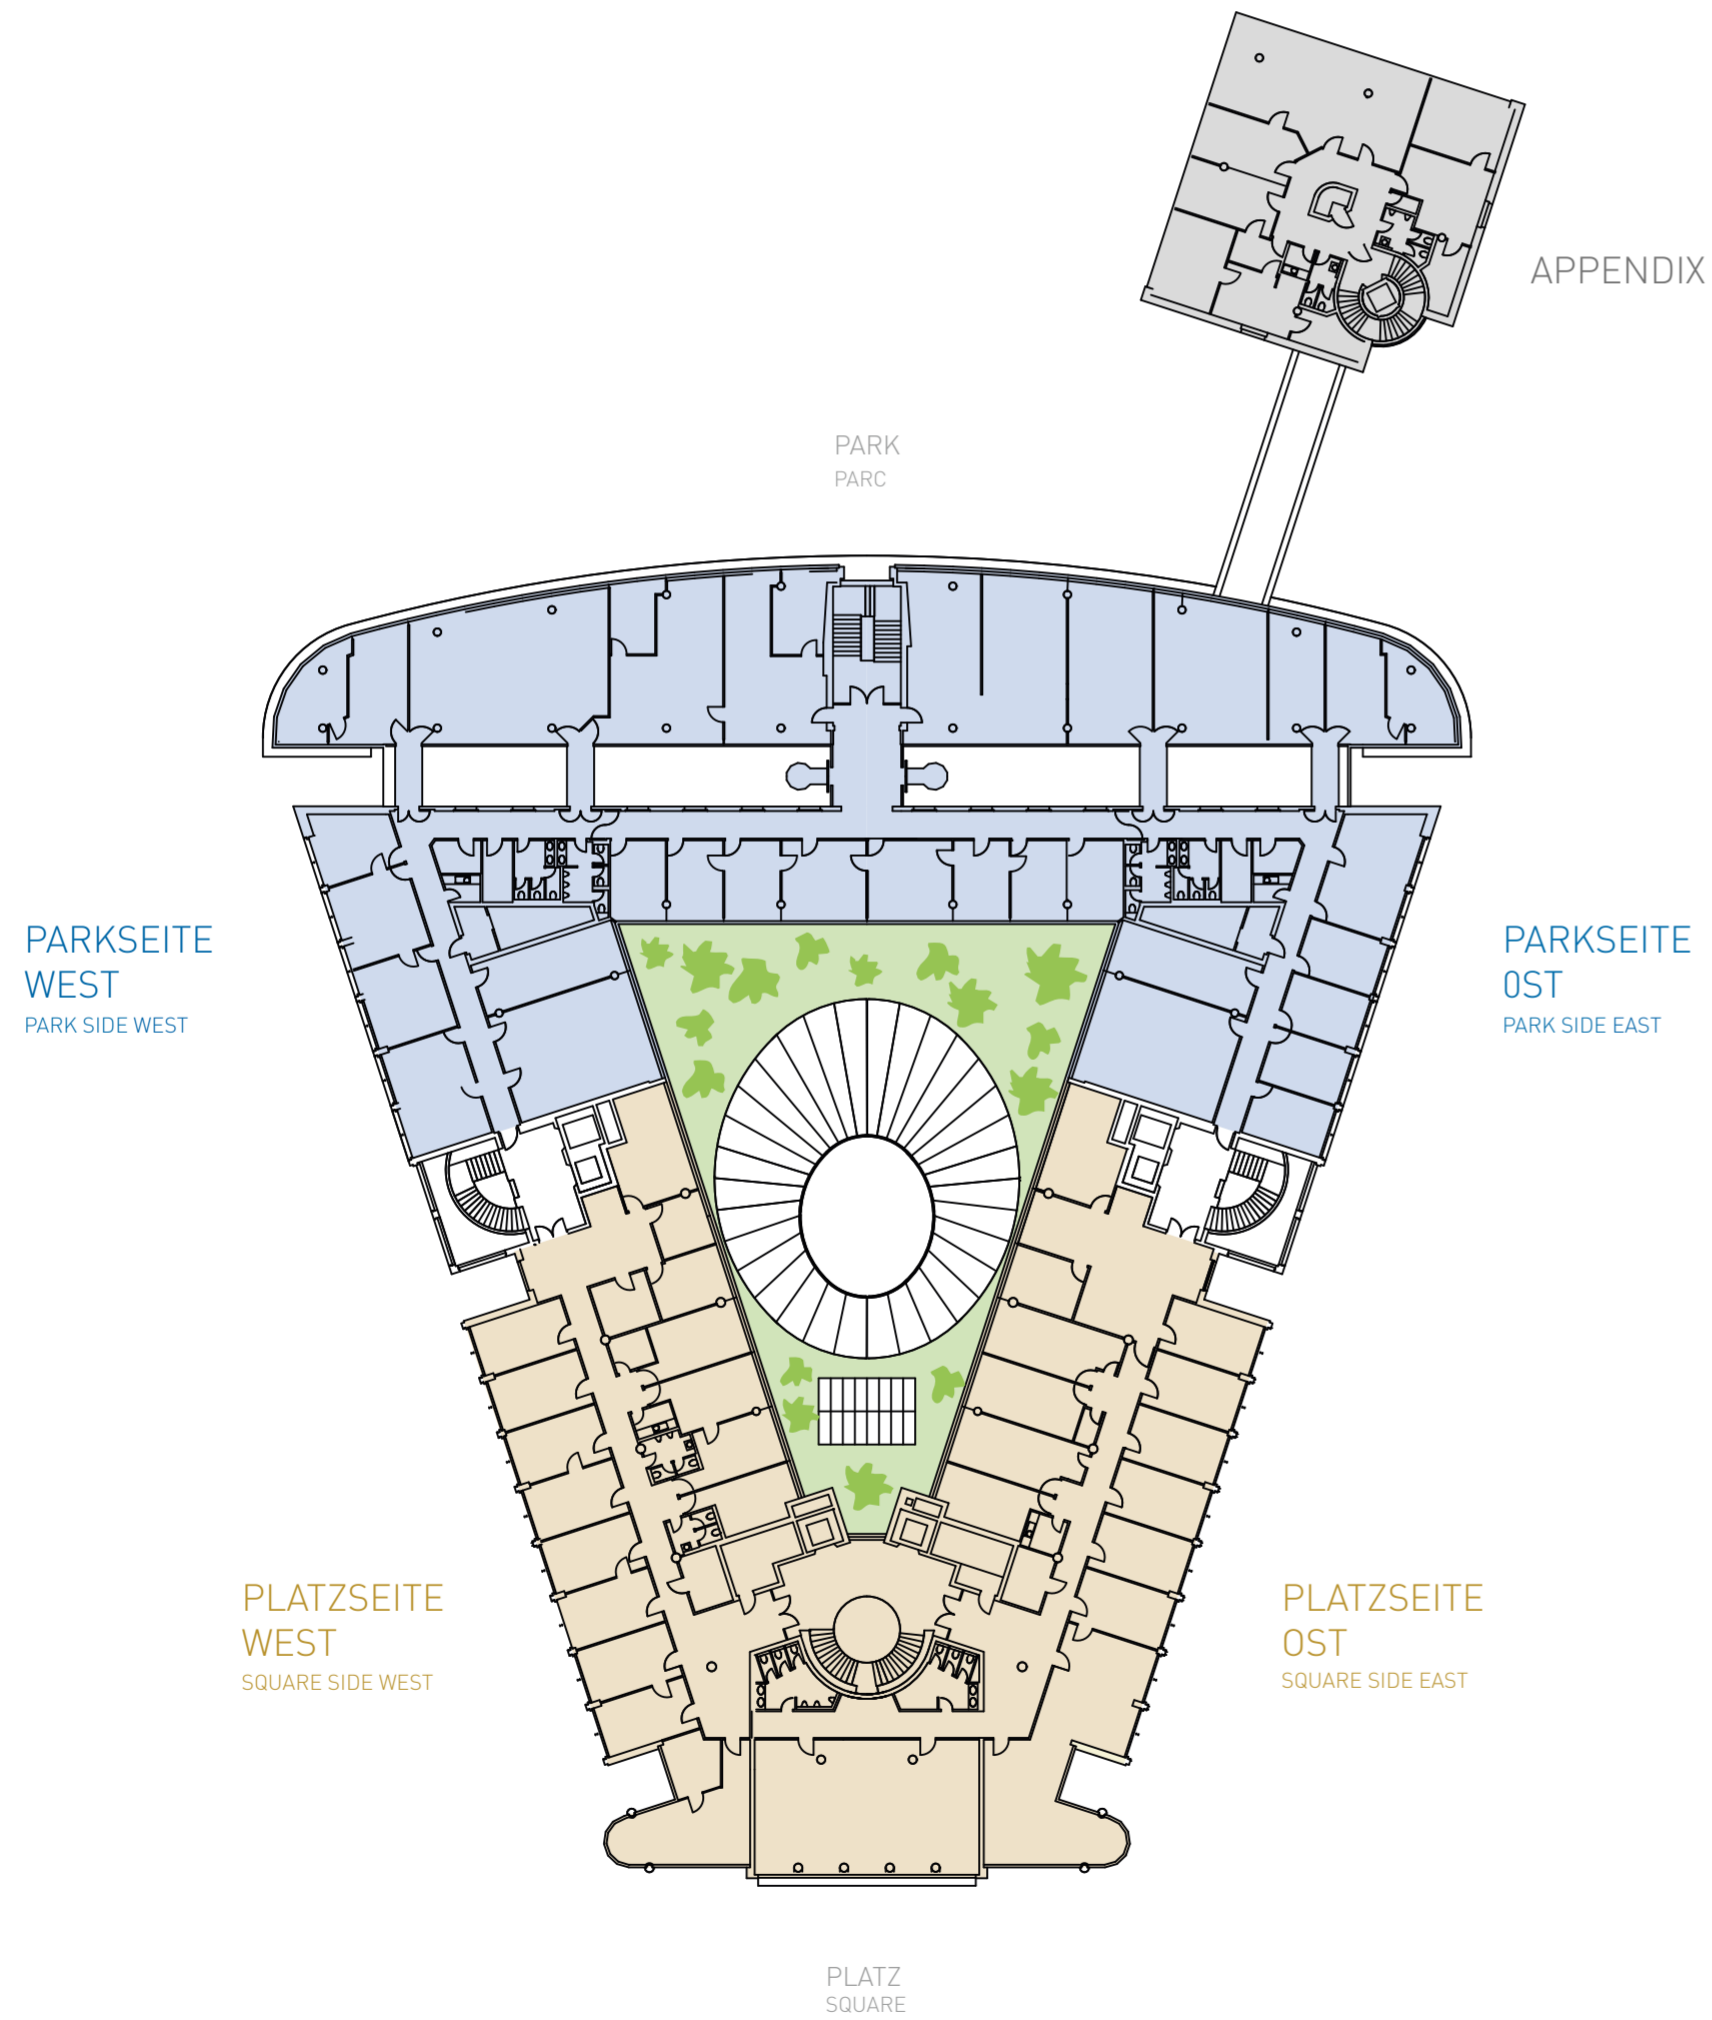 APPENDIX
PARK
PARC
PARKSEITE
WEST
PARK SIDE WEST
PARKSEITE
0ST
PARK SIDE EAST
PLATZSEITE
WEST
SQUARE SIDE WEST
PLATZSEITE
OST
SQUARE SIDE EAST
PLATZ
SQUARE